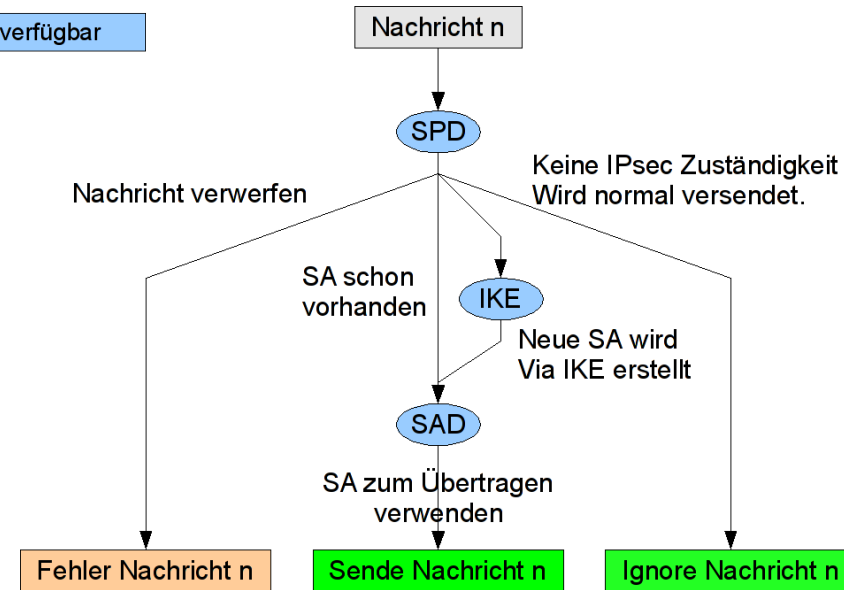 verfügbar
Nachricht n
SPD
Keine IPsec Zuständigkeit
Wird normal versendet.
Nachricht verwerfen
SA schon
vorhanden
IKE
Neue SA wird
Via IKE erstellt
SAD
SA zum Übertragen
verwenden
Fehler Nachricht n
Sende Nachricht n
Ignore Nachricht n